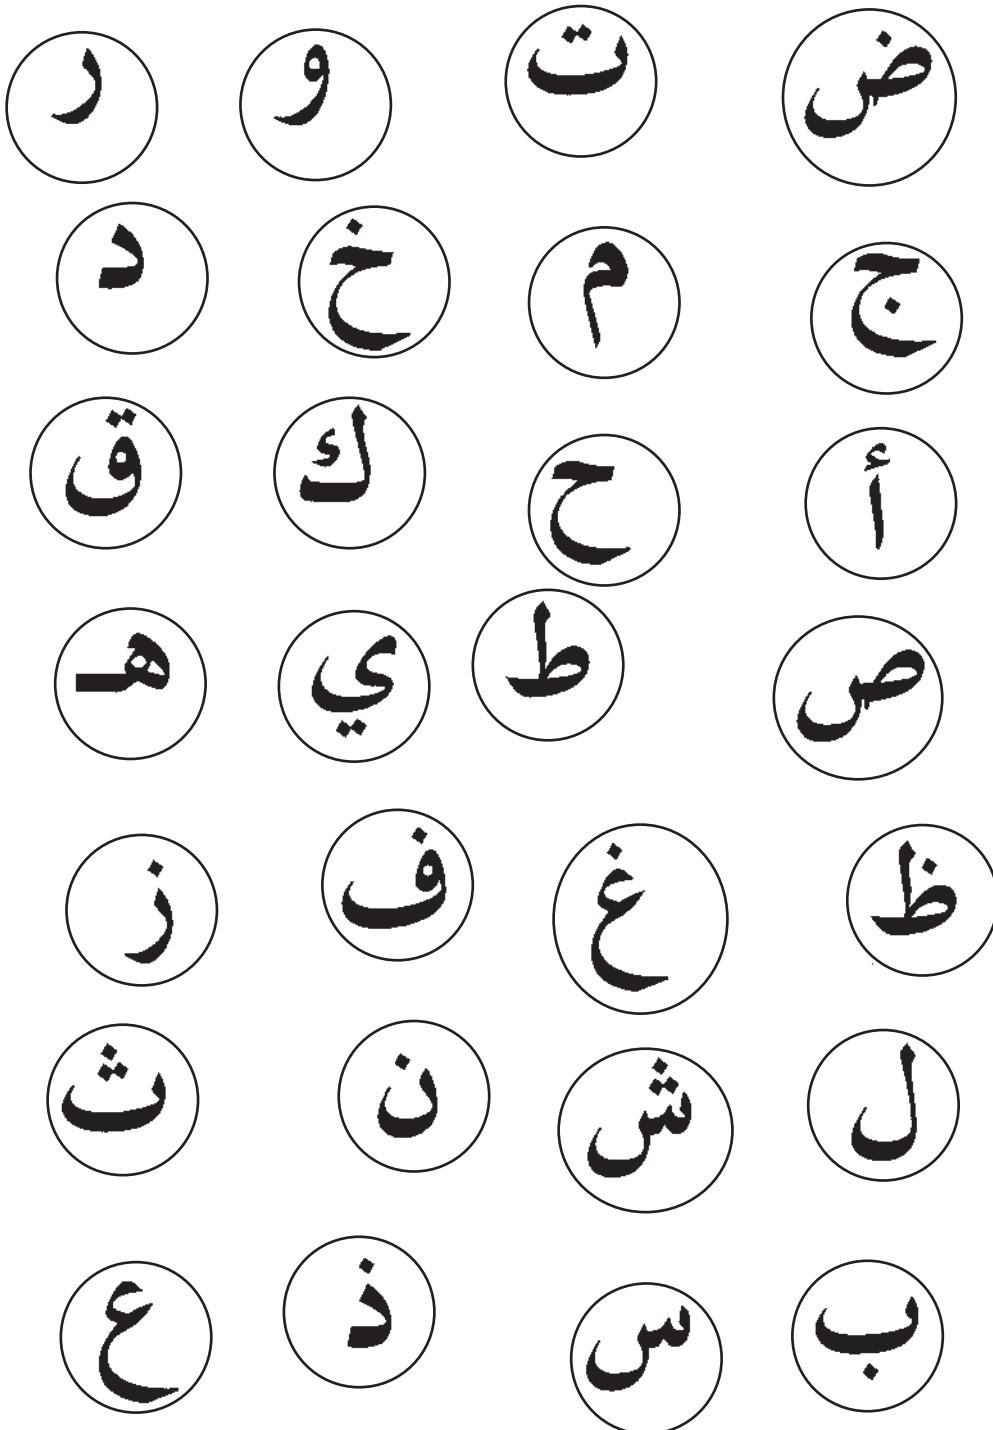 ض ت و ر
ج م خ د
أ ح ك ق
ص ط ي هـ
ظ غ ف ز
ل ش ن ث
ب س ذ ع